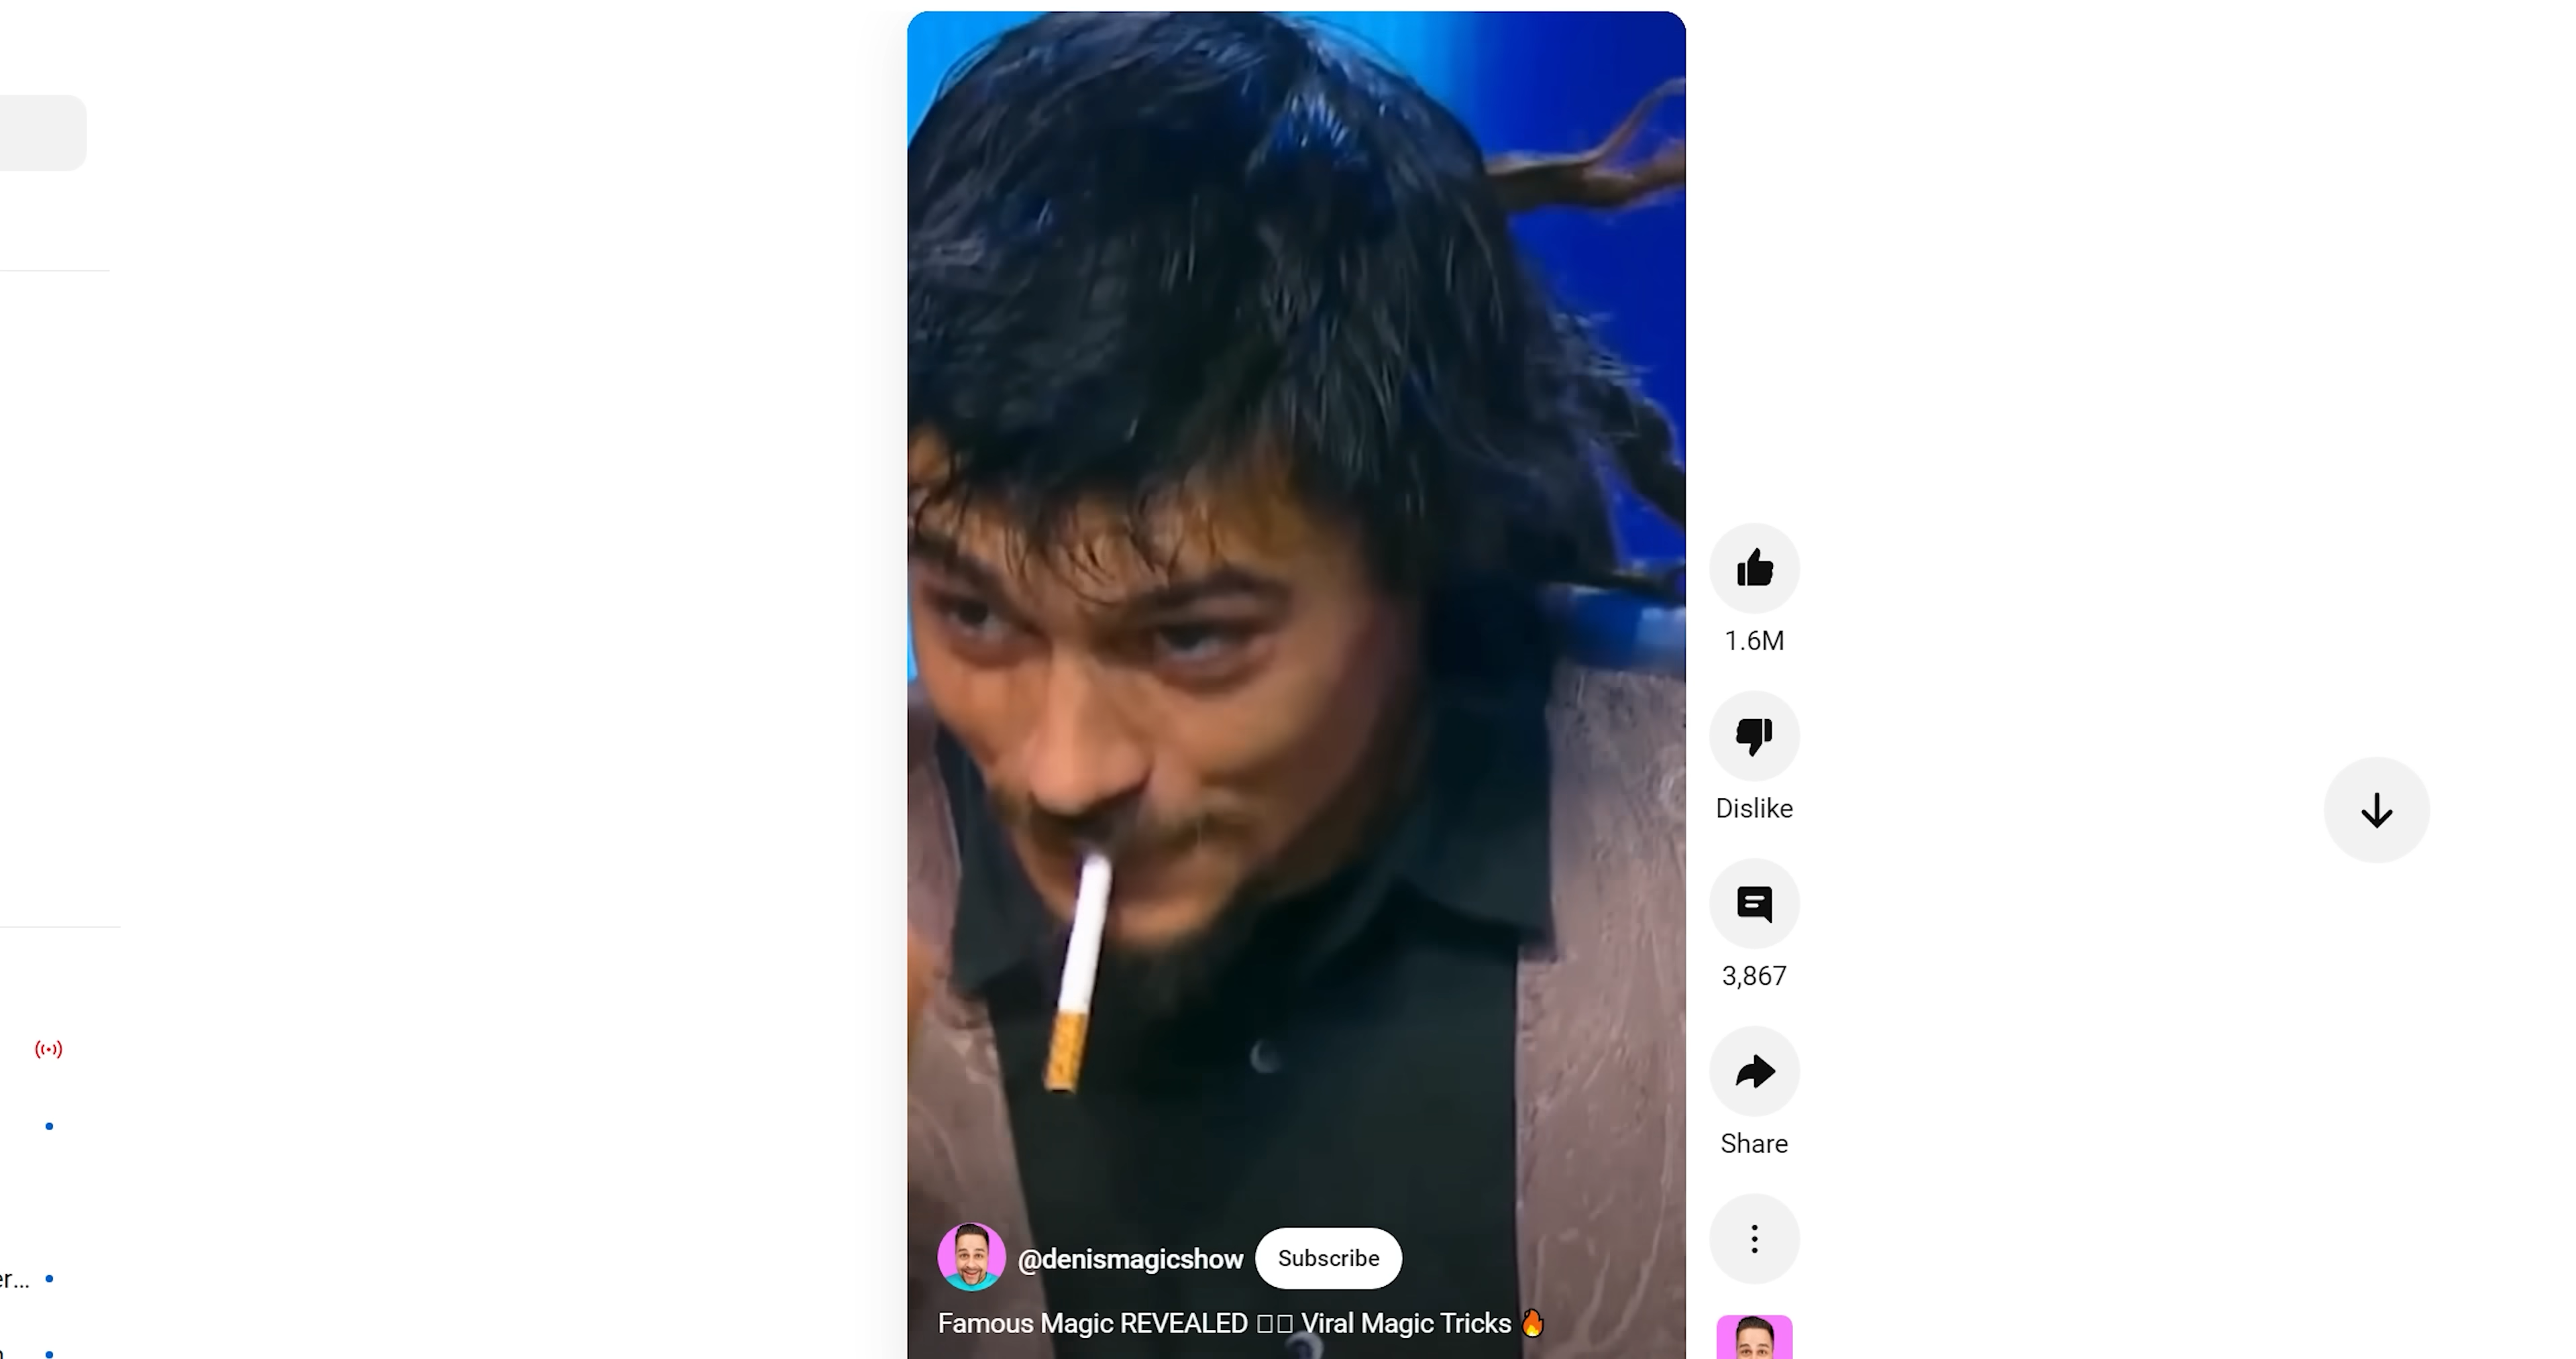 1.6M
Dislike
3,867
Share
er...
@denismagicshow Subscribe
Famous Magic REVEALED □□ Viral Magic Tricks 🔥